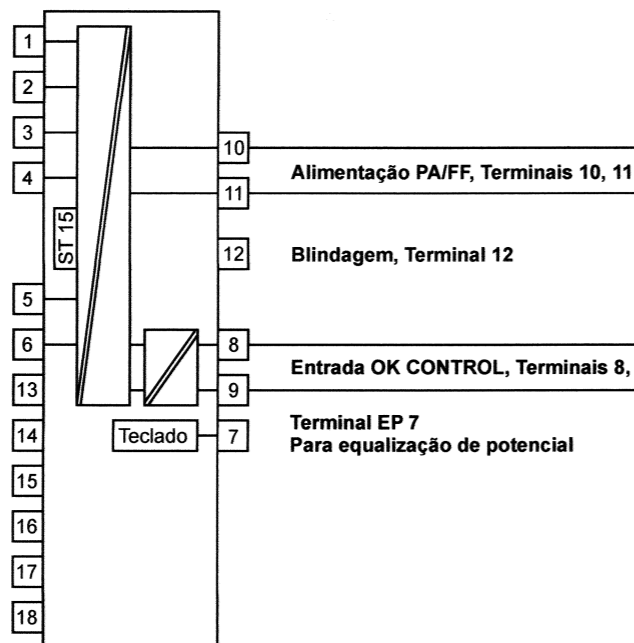 1
2
3
4
ST 15
5
6
13
14
15
16
17
18
10
Alimentação PA/FF, Terminais 10, 11
11
12
Blindagem, Terminal 12
8
Entrada OK CONTROL, Terminais 8,
9
Teclado
7
Terminal EP 7
Para equalização de potencial